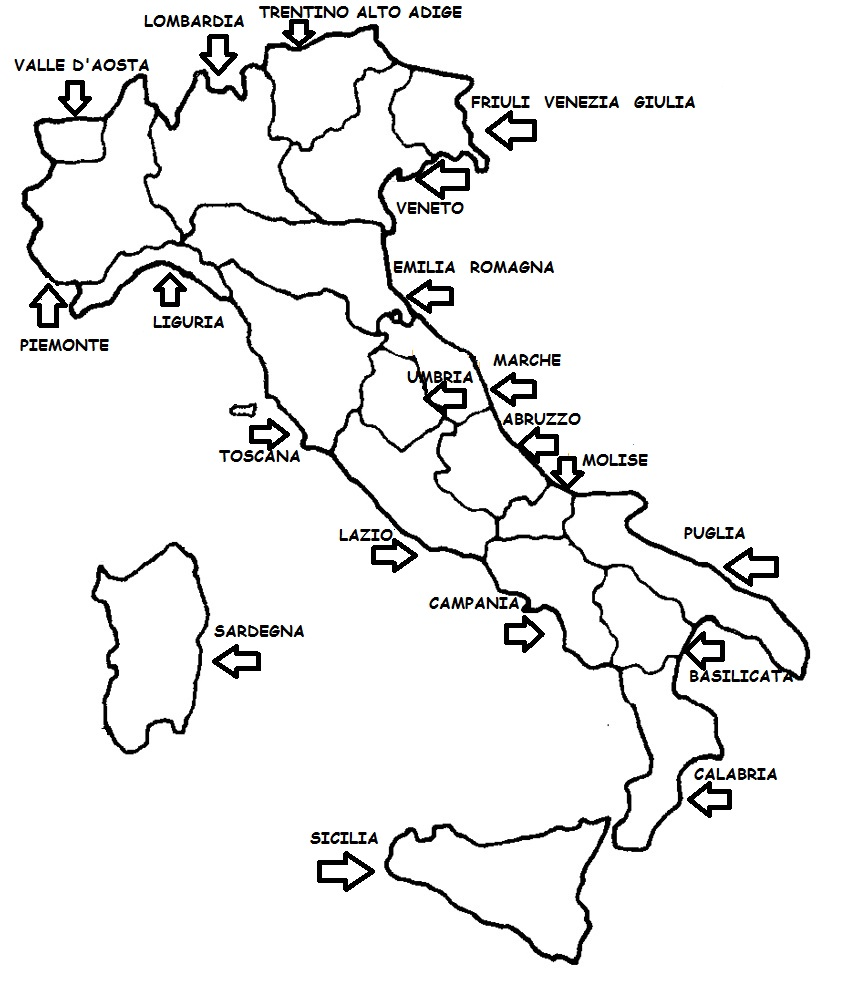 TRENTINO ALTO ADIGE
LOMBARDIA
VALLE D'AOSTA
FRIULI VENEZIA GIULIA
VENETO
EMILIA ROMAGNA
LIGURIA
PIEMONTE
MARCHE
UMBRIA
ABRUZZO
TOSCANA
MOLISE
LAZIO
PUGLIA
CAMPANIA
SARDEGNA
BASILICATA
CALABRIA
SICILIA